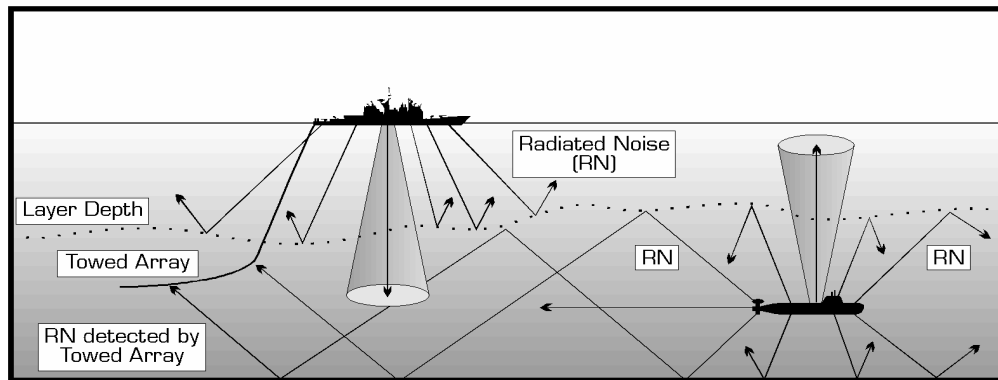 Radiated Noise
(RN)
Layer Depth
Towed Array
RN
RN
RN detected by
Towed Array